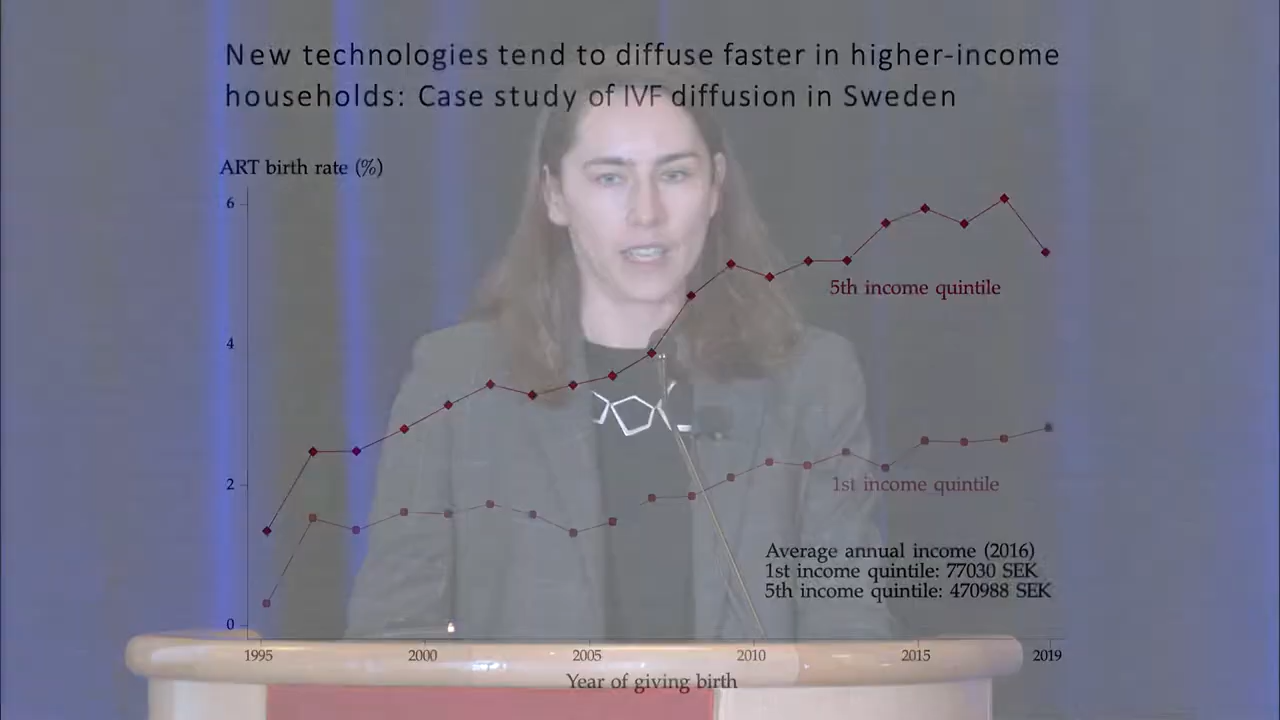 New technologies tend to diffuse faster in higher-income
households: Case study of IVF diffusion in Sweden
ART birth rate (%)
6
5th income quintile
4
2
1st income quintile
Average annual income (2016)
1st income quintile: 77030 SEK
5th income quintile: 470988 SEK
0
1995 2000 2005 2010 2015 2019
Year of giving birth